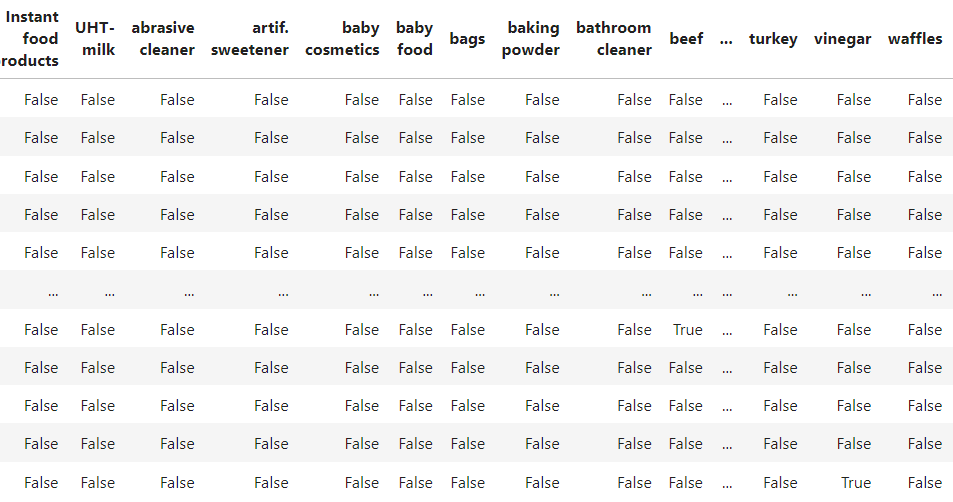 Instant food roducts UHT-milk abrasive cleaner artif. sweetener baby cosmetics baby food bags baking powder bathroom cleaner beef ... turkey vinegar waffles
False False False False False False False False False False ... False False False
False False False False False False False False False False ... False False False
False False False False False False False False False False ... False False False
False False False False False False False False False False ... False False False
False False False False False False False False False False ... False False False
... ... ... ... ... ... ... ... ... ... ... ... ... ...
False False False False False False False False False True ... False False False
False False False False False False False False False False ... False False False
False False False False False False False False False False ... False False False
False False False False False False False False False False ... False False False
False False False False False False False False False False ... False True False